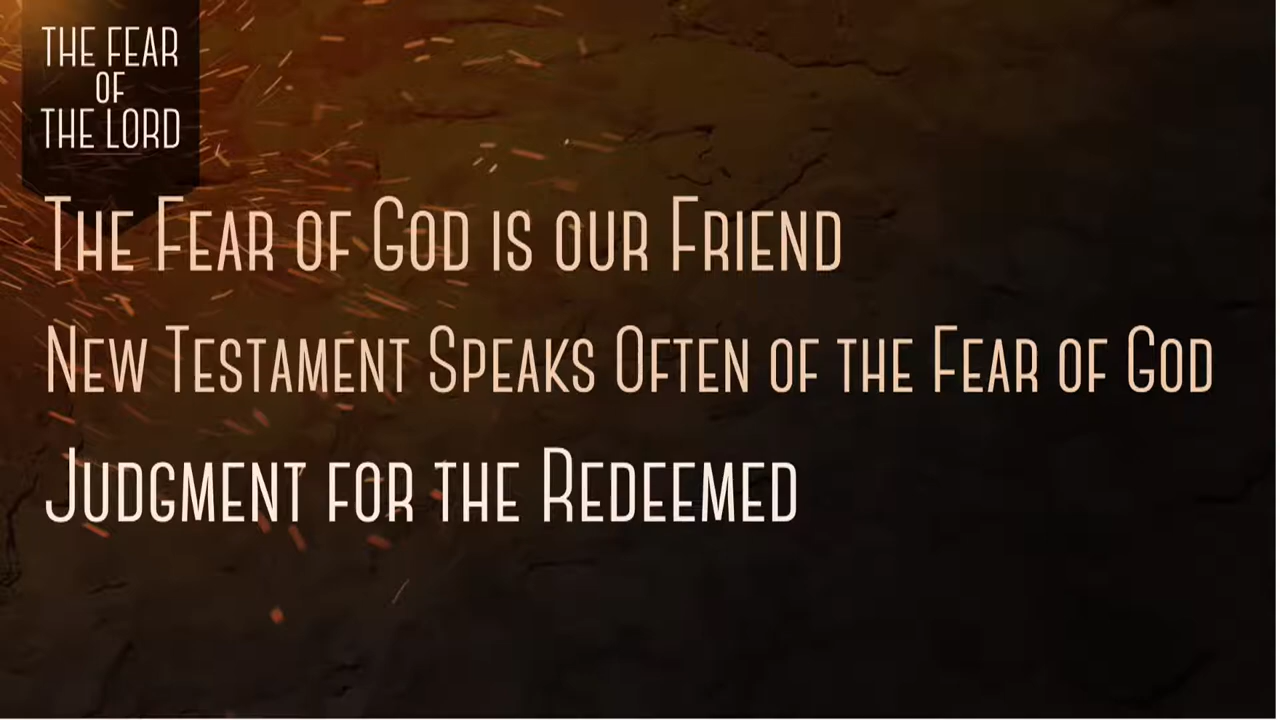 THE FEAR
OF
THE LORD
THE FEAR OF GOD IS OUR FRIEND
NEW TESTAMENT SPEAKS OFTEN OF THE FEAR OF GOD
JUDGMENT FOR THE REDEEMED